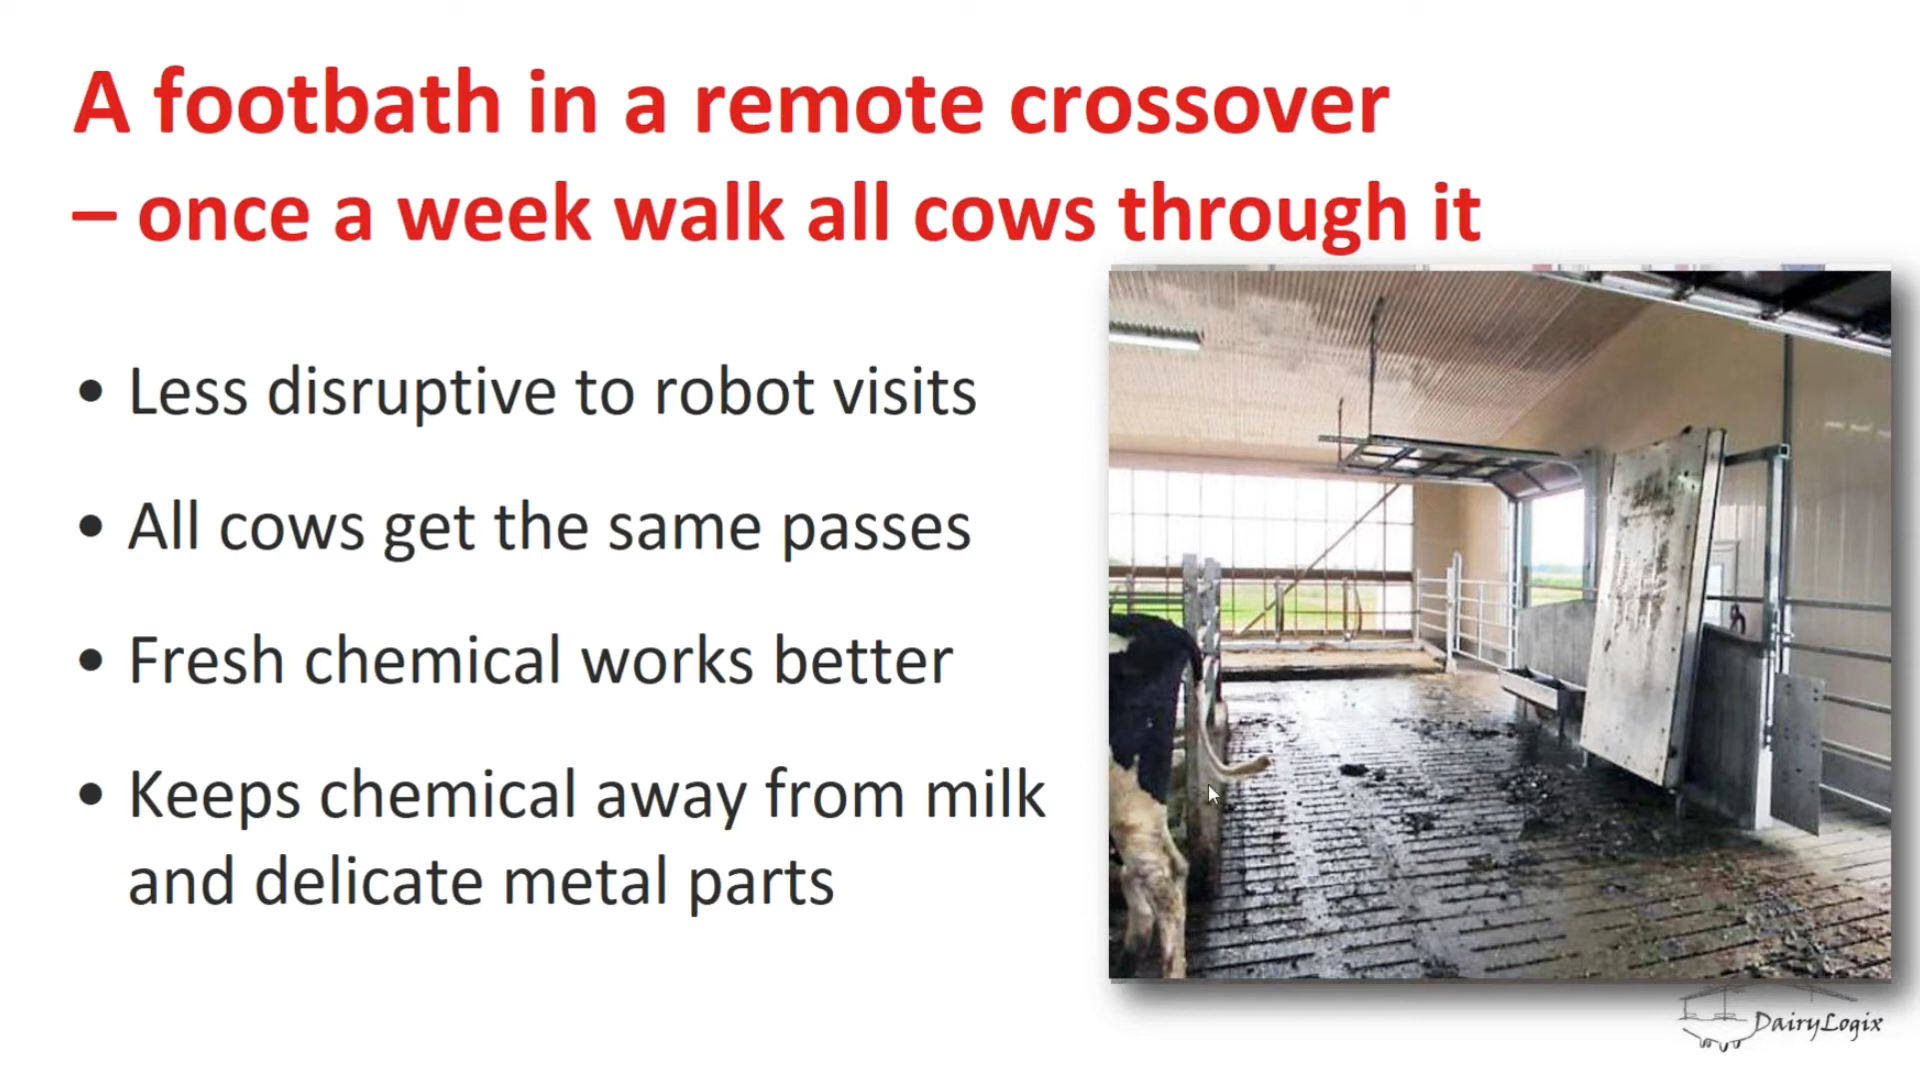 A footbath in a remote crossover
– once a week walk all cows through it
• Less disruptive to robot visits
• All cows get the same passes
• Fresh chemical works better
• Keeps chemical away from milk
and delicate metal parts
DairyLogix